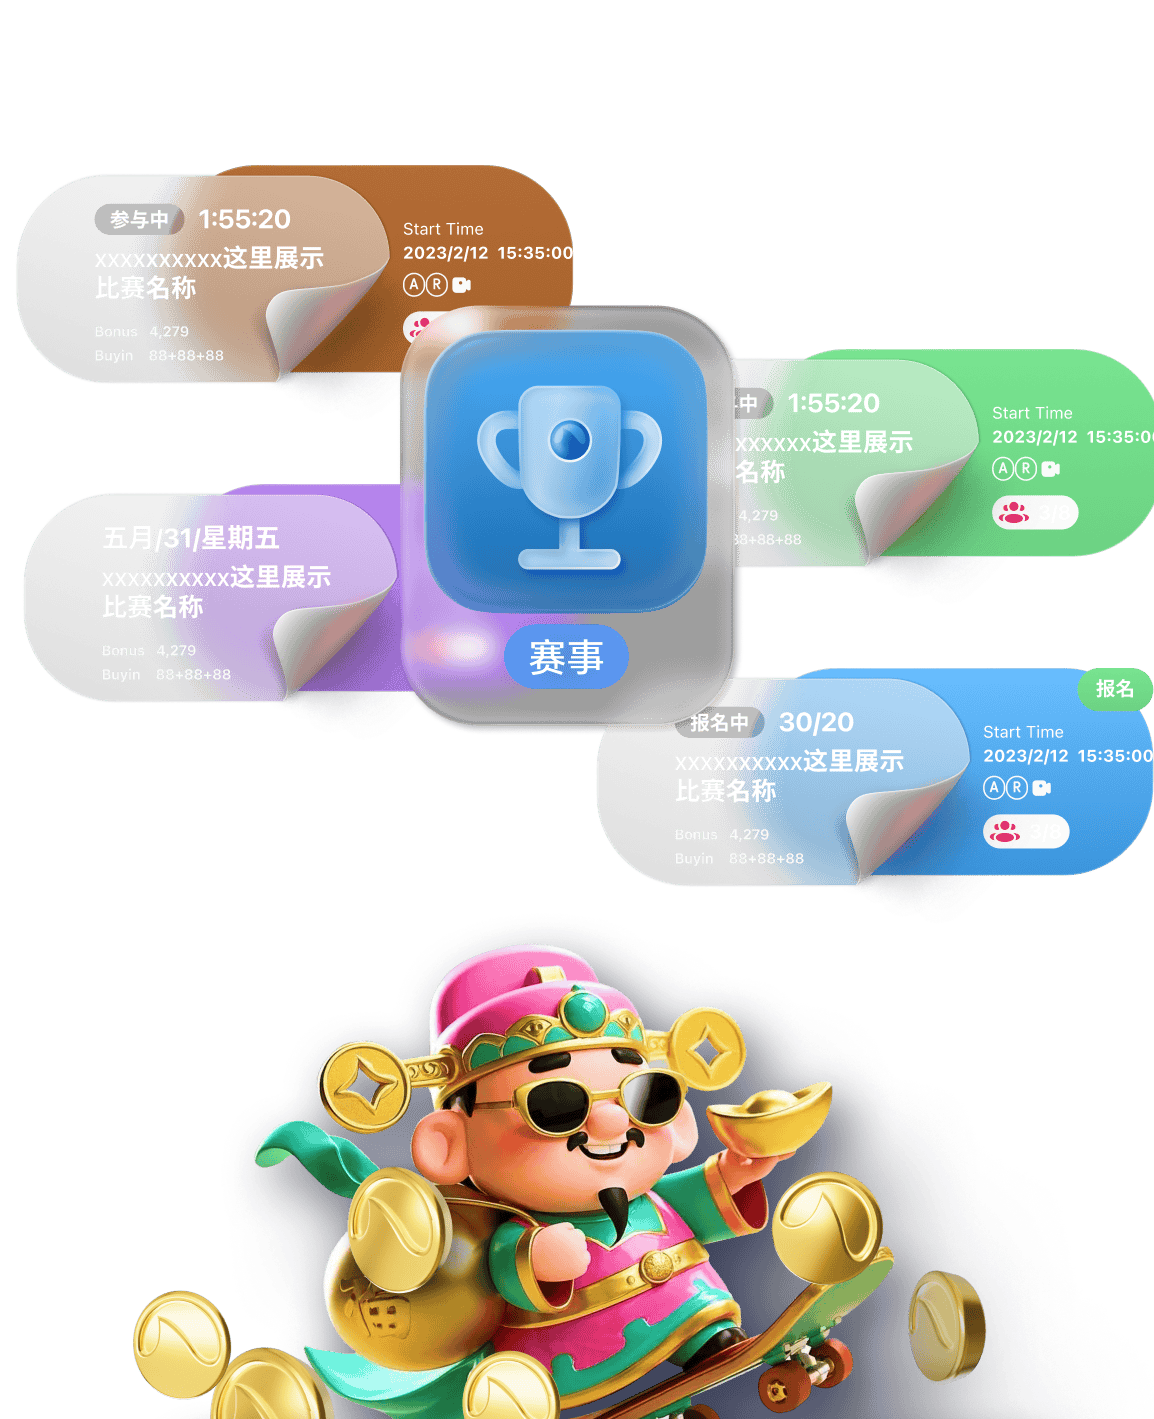 参与中 1:55:20
xxxxxxxxxx这里展示
比赛名称
Bonus 4,279
Buyin 88+88+88
Start Time
2023/2/12 15:35:00
A R
中 1:55:20
xxxxxx这里展示
名称
4,279
88+88+88
Start Time
2023/2/12 15:35:00
A R
3/8
五月/31/星期五
xxxxxxxxxx这里展示
比赛名称
Bonus 4,279
Buyin 88+88+88
赛事
报名
报名中 30/20
xxxxxxxxxx这里展示
比赛名称
Bonus 4,279
Buyin 88+88+88
Start Time
2023/2/12 15:35:00
A R
3/8